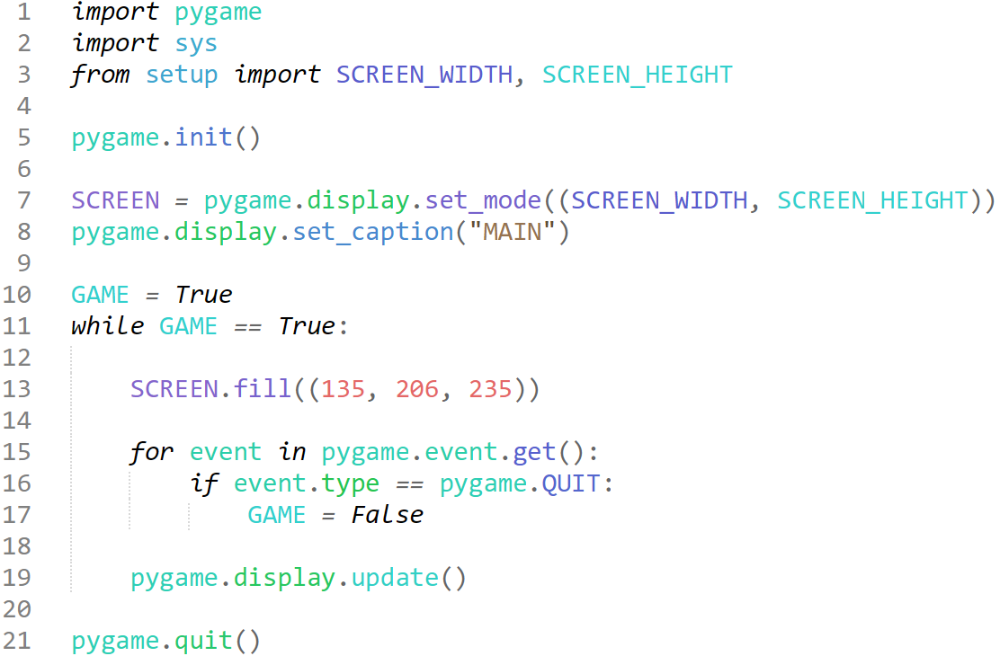 1 import pygame
2 import sys
3 from setup import SCREEN_WIDTH, SCREEN_HEIGHT
4
5 pygame.init()
6
7 SCREEN = pygame.display.set_mode((SCREEN_WIDTH, SCREEN_HEIGHT))
8 pygame.display.set_caption("MAIN")
9
10 GAME = True
11 while GAME == True:
12
13     SCREEN.fill((135, 206, 235))
14
15     for event in pygame.event.get():
16         if event.type == pygame.QUIT:
17             GAME = False
18
19     pygame.display.update()
20
21 pygame.quit()